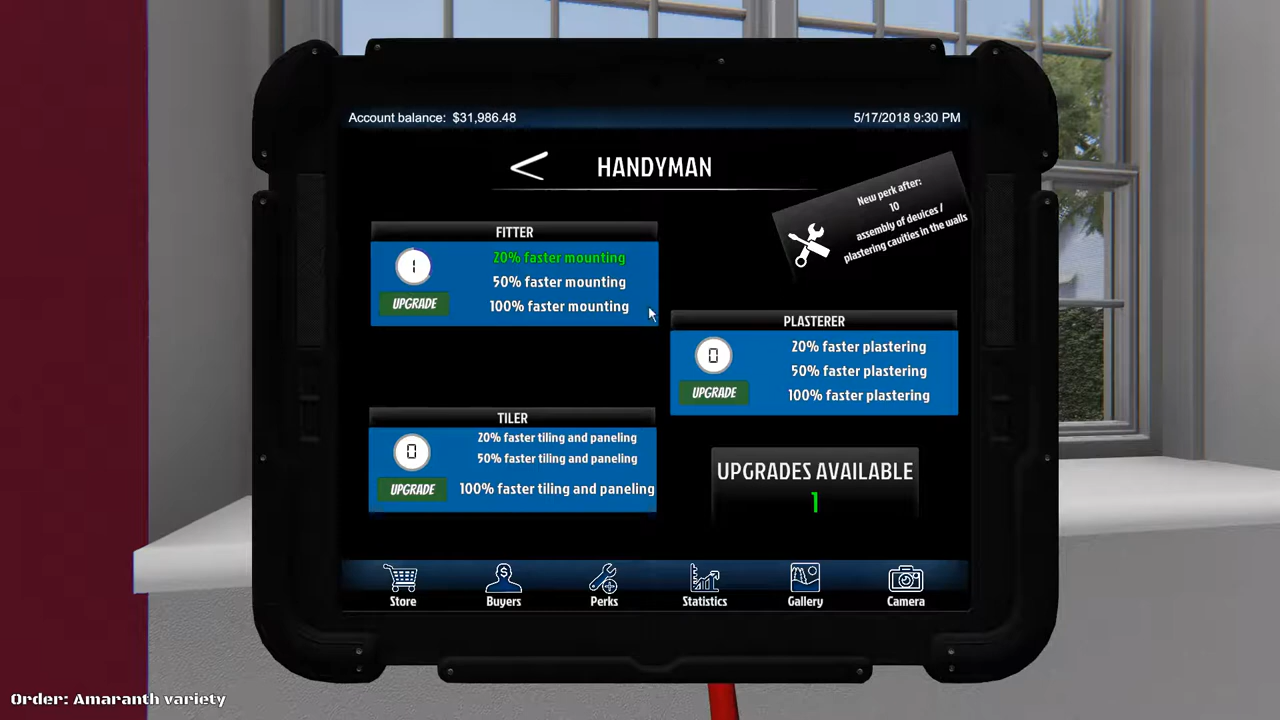 Account balance: $31,986.48
5/17/2018 9:30 PM
HANDYMAN
New perk after:
10
assembly of devices /
plastering cavities in the walls
FITTER
1
UPGRADE
20% faster mounting
50% faster mounting
100% faster mounting
PLASTERER
0
UPGRADE
20% faster plastering
50% faster plastering
100% faster plastering
TILER
0
UPGRADE
20% faster tiling and paneling
50% faster tiling and paneling
100% faster tiling and paneling
UPGRADES AVAILABLE
1
Store
Buyers
Perks
Statistics
Gallery
Camera
Order: Amaranth variety